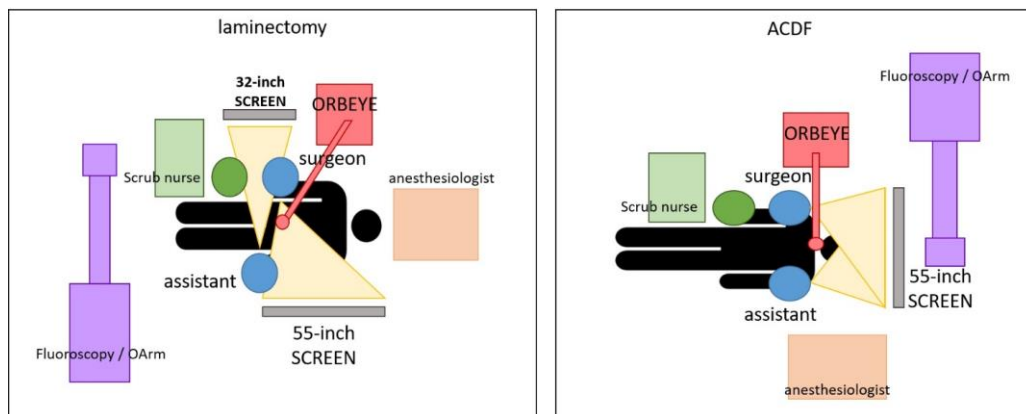 laminectomy
32-inch
SCREEN
ORBEYE
surgeon
Scrub nurse
anesthesiologist
assistant
55-inch
SCREEN
Fluoroscopy / OArm
ACDF
Fluoroscopy / OArm
ORBEYE
surgeon
Scrub nurse
55-inch
SCREEN
assistant
anesthesiologist